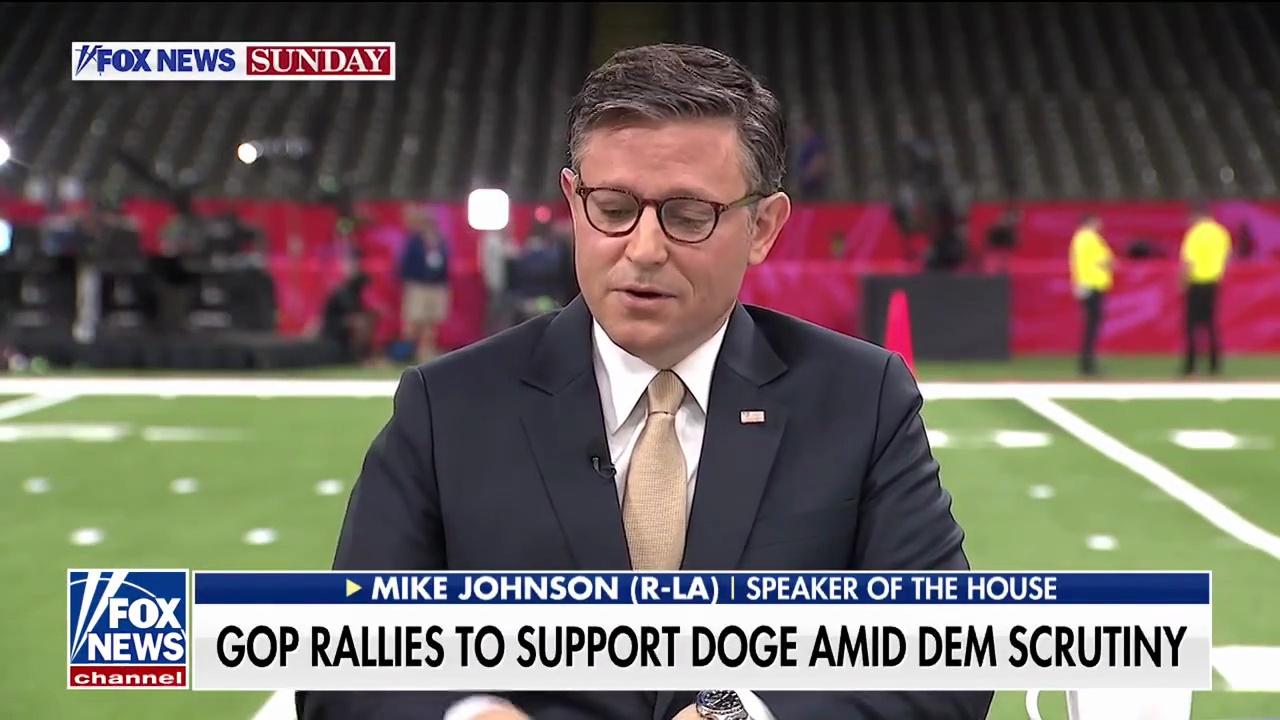 FOX NEWS SUNDAY
MIKE JOHNSON (R-LA) | SPEAKER OF THE HOUSE
FOX
NEWS
channel
GOP RALLIES TO SUPPORT DOGE AMID DEM SCRUTINY